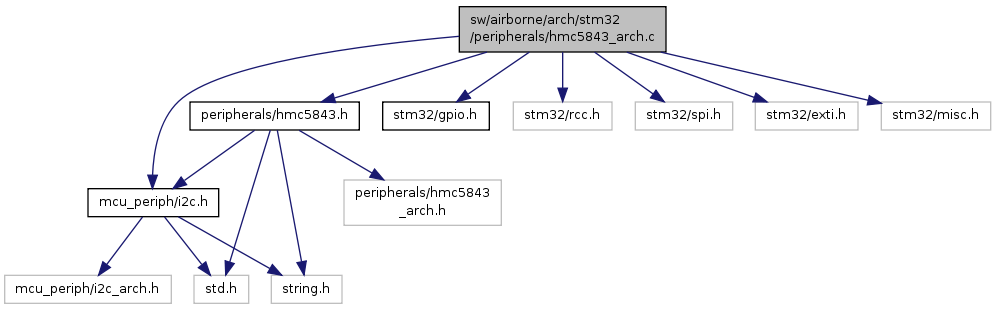 sw/airborne/arch/stm32
/peripherals/hmc5843_arch.c
peripherals/hmc5843.h
stm32/gpio.h
stm32/rcc.h
stm32/spi.h
stm32/exti.h
stm32/misc.h
mcu_periph/i2c.h
peripherals/hmc5843
_arch.h
mcu_periph/i2c_arch.h
std.h
string.h